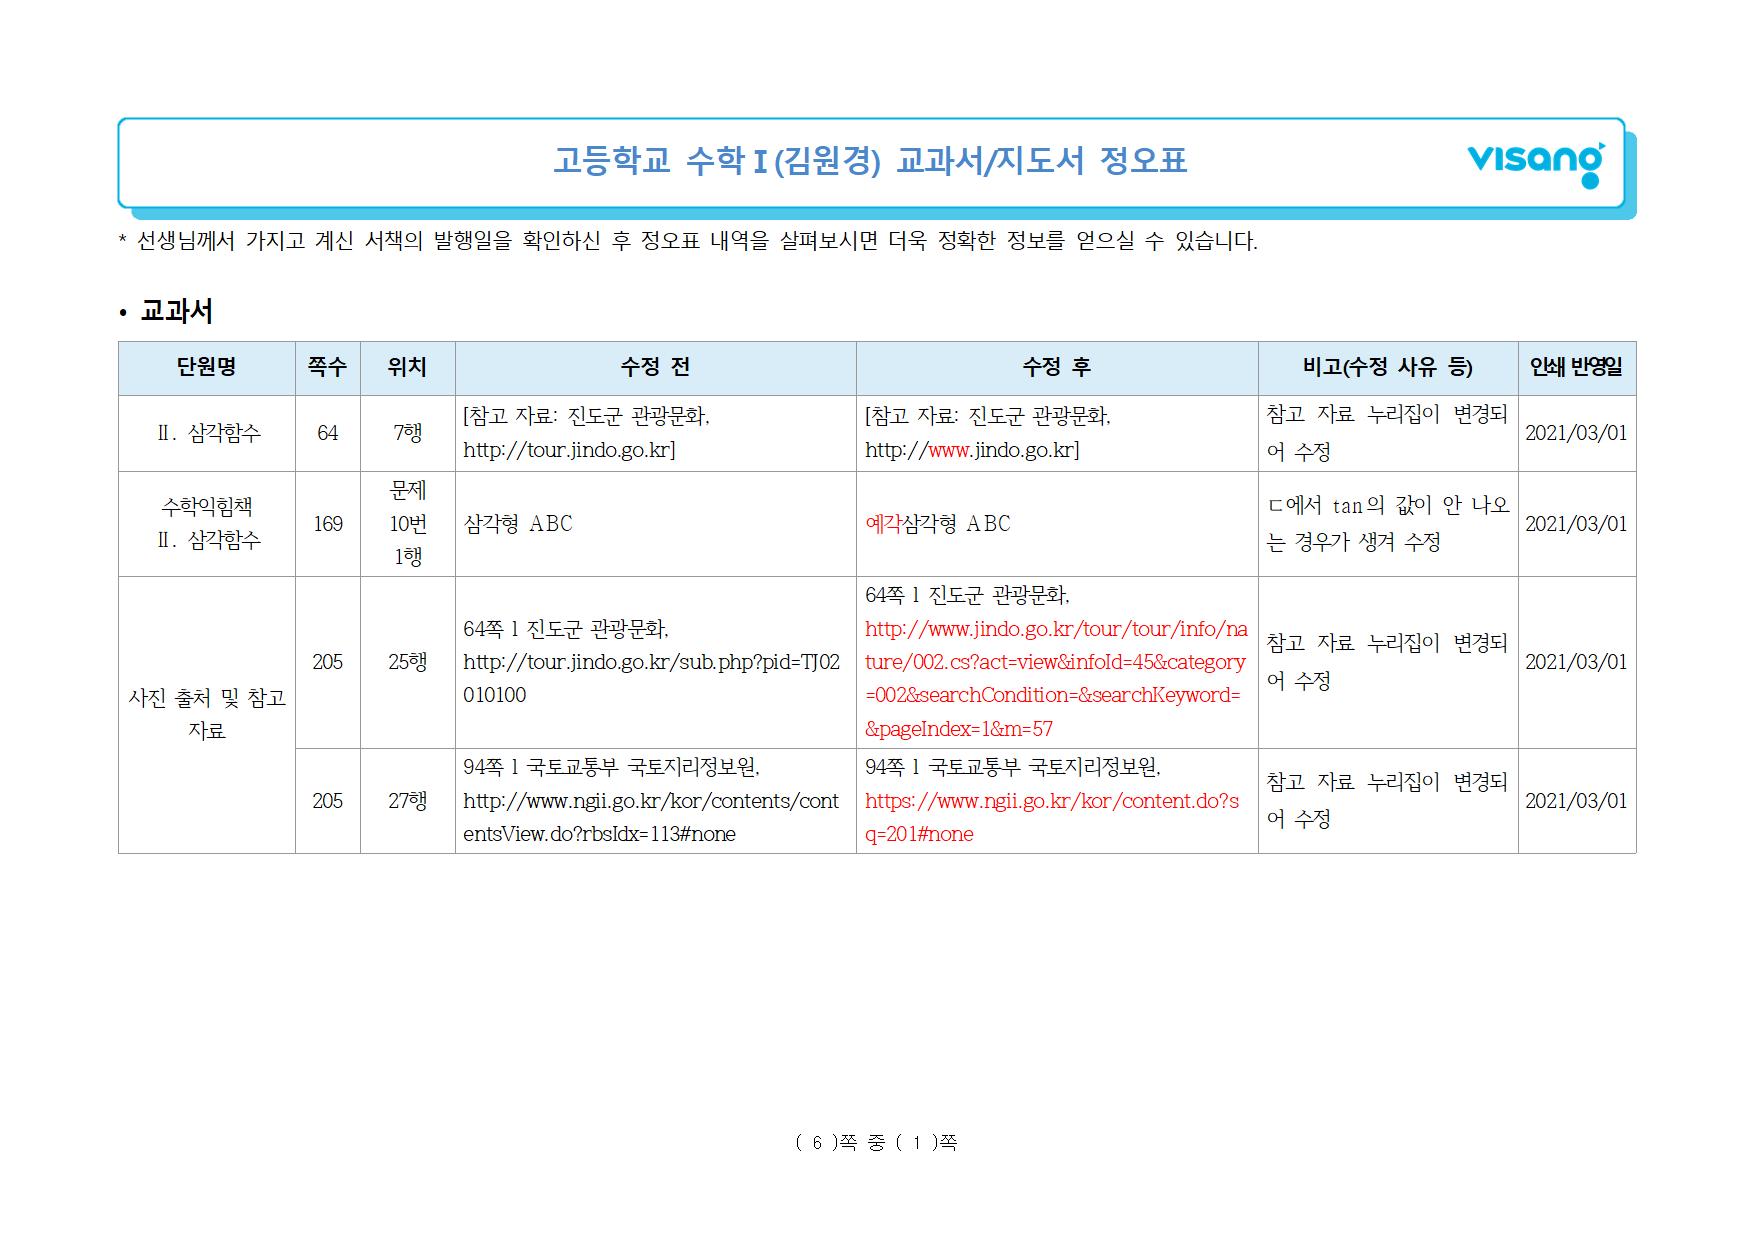 고등학교 수학Ⅰ(김원경) 교과서/지도서 정오표
visang
* 선생님께서 가지고 계신 서책의 발행일을 확인하신 후 정오표 내역을 살펴보시면 더욱 정확한 정보를 얻으실 수 있습니다.
• 교과서
단원명 쪽수 위치 수정 전 수정 후 비고(수정 사유 등) 인쇄 반영일
Ⅱ. 삼각함수
64
7행
[참고 자료: 진도군 관광문화,
http://tour.jindo.go.kr]
[참고 자료: 진도군 관광문화,
http://www.jindo.go.kr]
참고 자료 누리집이 변경되
어 수정
2021/03/01
수학익힘책
Ⅱ. 삼각함수
169
문제
10번
1행
삼각형 ABC
예각삼각형 ABC
ㄷ에서 tan의 값이 안 나오
는 경우가 생겨 수정
2021/03/01
사진 출처 및 참고
자료
205
25행
64쪽 l 진도군 관광문화,
http://tour.jindo.go.kr/sub.php?pid=TJ02
010100
64쪽 l 진도군 관광문화,
http://www.jindo.go.kr/tour/tour/info/na
ture/002.cs?act=view&infoId=45&category
=002&searchCondition=&searchKeyword=
&pageIndex=1&m=57
참고 자료 누리집이 변경되
어 수정
2021/03/01
205
27행
94쪽 l 국토교통부 국토지리정보원,
http://www.ngii.go.kr/kor/contents/cont
entsView.do?rbsIdx=113#none
94쪽 l 국토교통부 국토지리정보원,
https://www.ngii.go.kr/kor/content.do?s
q=201#none
참고 자료 누리집이 변경되
어 수정
2021/03/01
( 6 )쪽 중 ( 1 )쪽